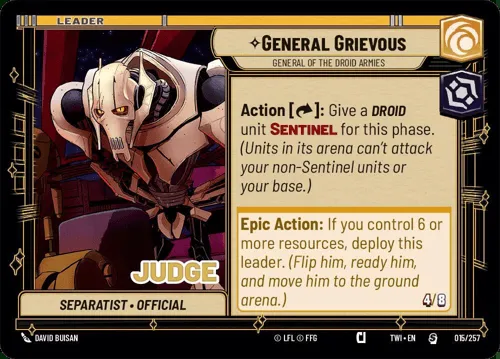 LEADER
✧GENERAL GRIEVOUS
GENERAL OF THE DROID ARMIES
Action [↷]: Give a DROID
unit SENTINEL for this phase.
(Units in its arena can't attack
your non-Sentinel units or
your base.)
Epic Action: If you control 6 or
more resources, deploy this
leader. (Flip him, ready him,
and move him to the ground
arena.)
4/8
JUDGE
SEPARATIST • OFFICIAL
DAVID BUISAN
© LFL © FFG
TWI • EN
S
015/257